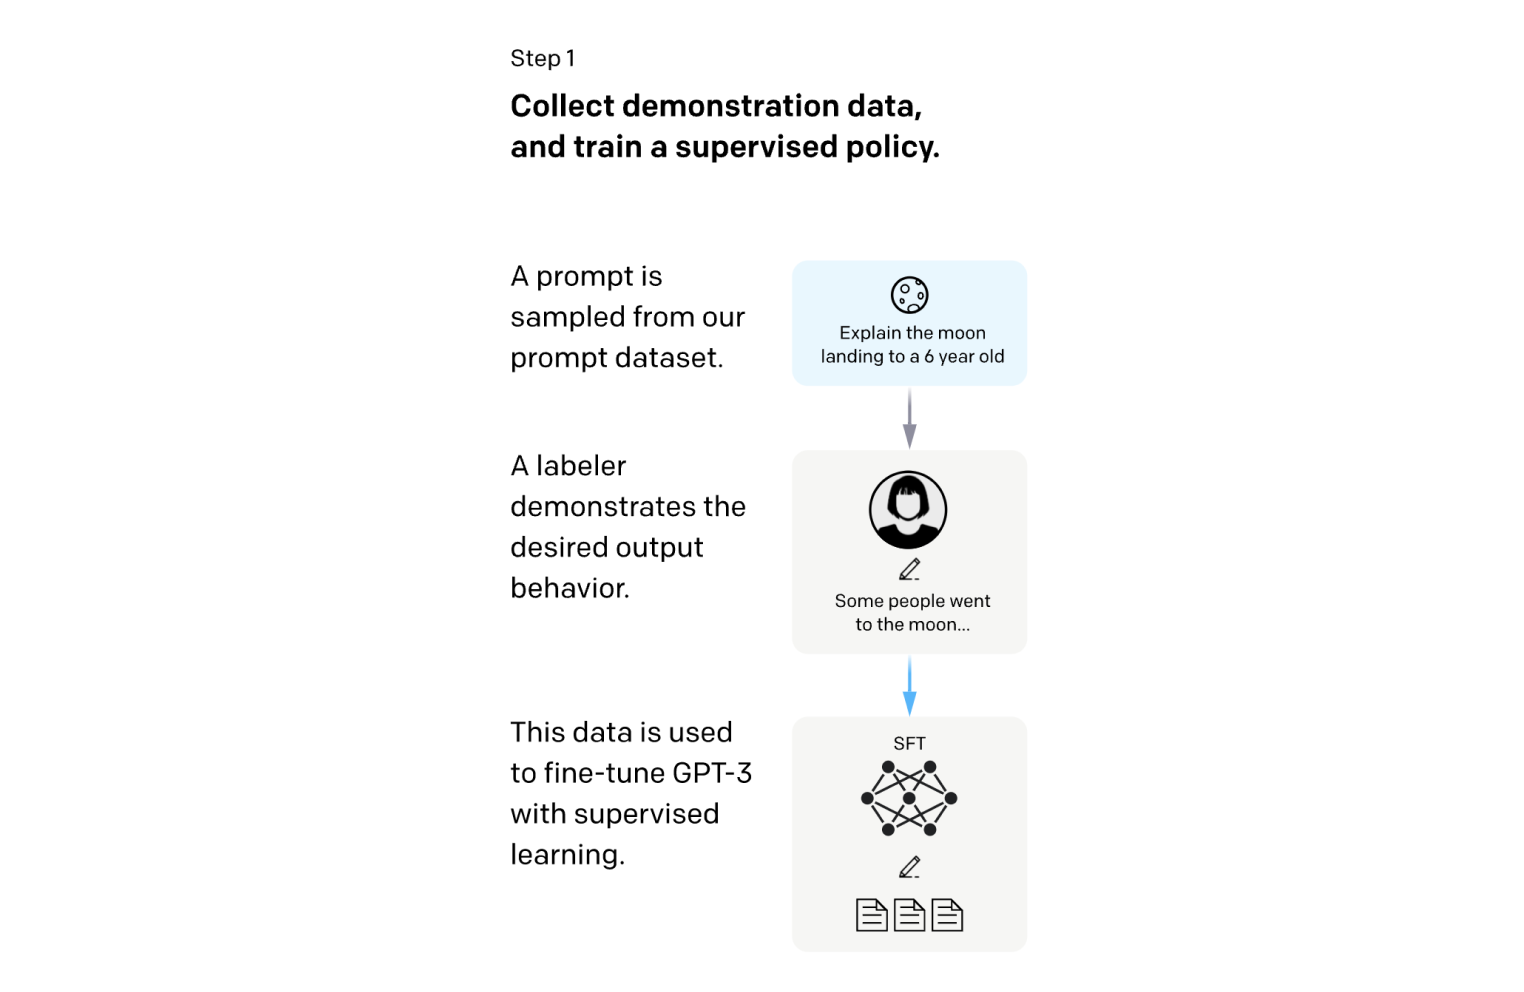 Step 1
Collect demonstration data,
and train a supervised policy.
A prompt is
sampled from our
prompt dataset.
Explain the moon
landing to a 6 year old
A labeler
demonstrates the
desired output
behavior.
Some people went
to the moon...
This data is used
to fine-tune GPT-3
with supervised
learning.
SFT